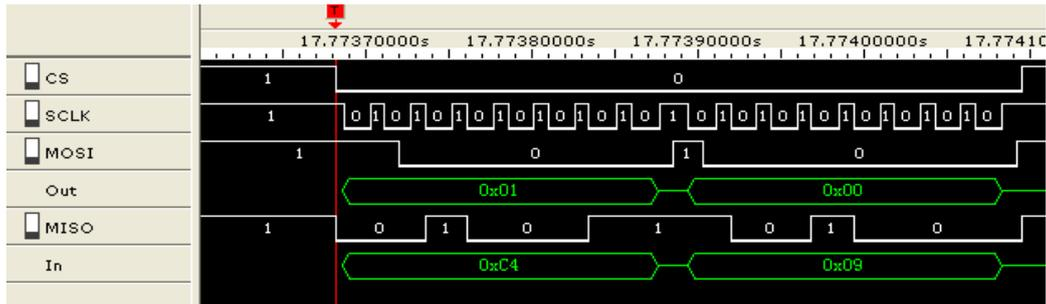 T
17.77370000s 17.77380000s 17.77390000s 17.77400000s 17.7741
CS 1 0
SCLK 1 0 1 0 1 0 1 0 1 0 1 0 1 0 1 0 1 0 1 0 1 0 1 0 1 0 1 0 1 0 1 0
MOSI 1 0 1 0
Out 0x01 0x00
MISO 1 0 1 0 1 0 1 0
In 0xC4 0x09